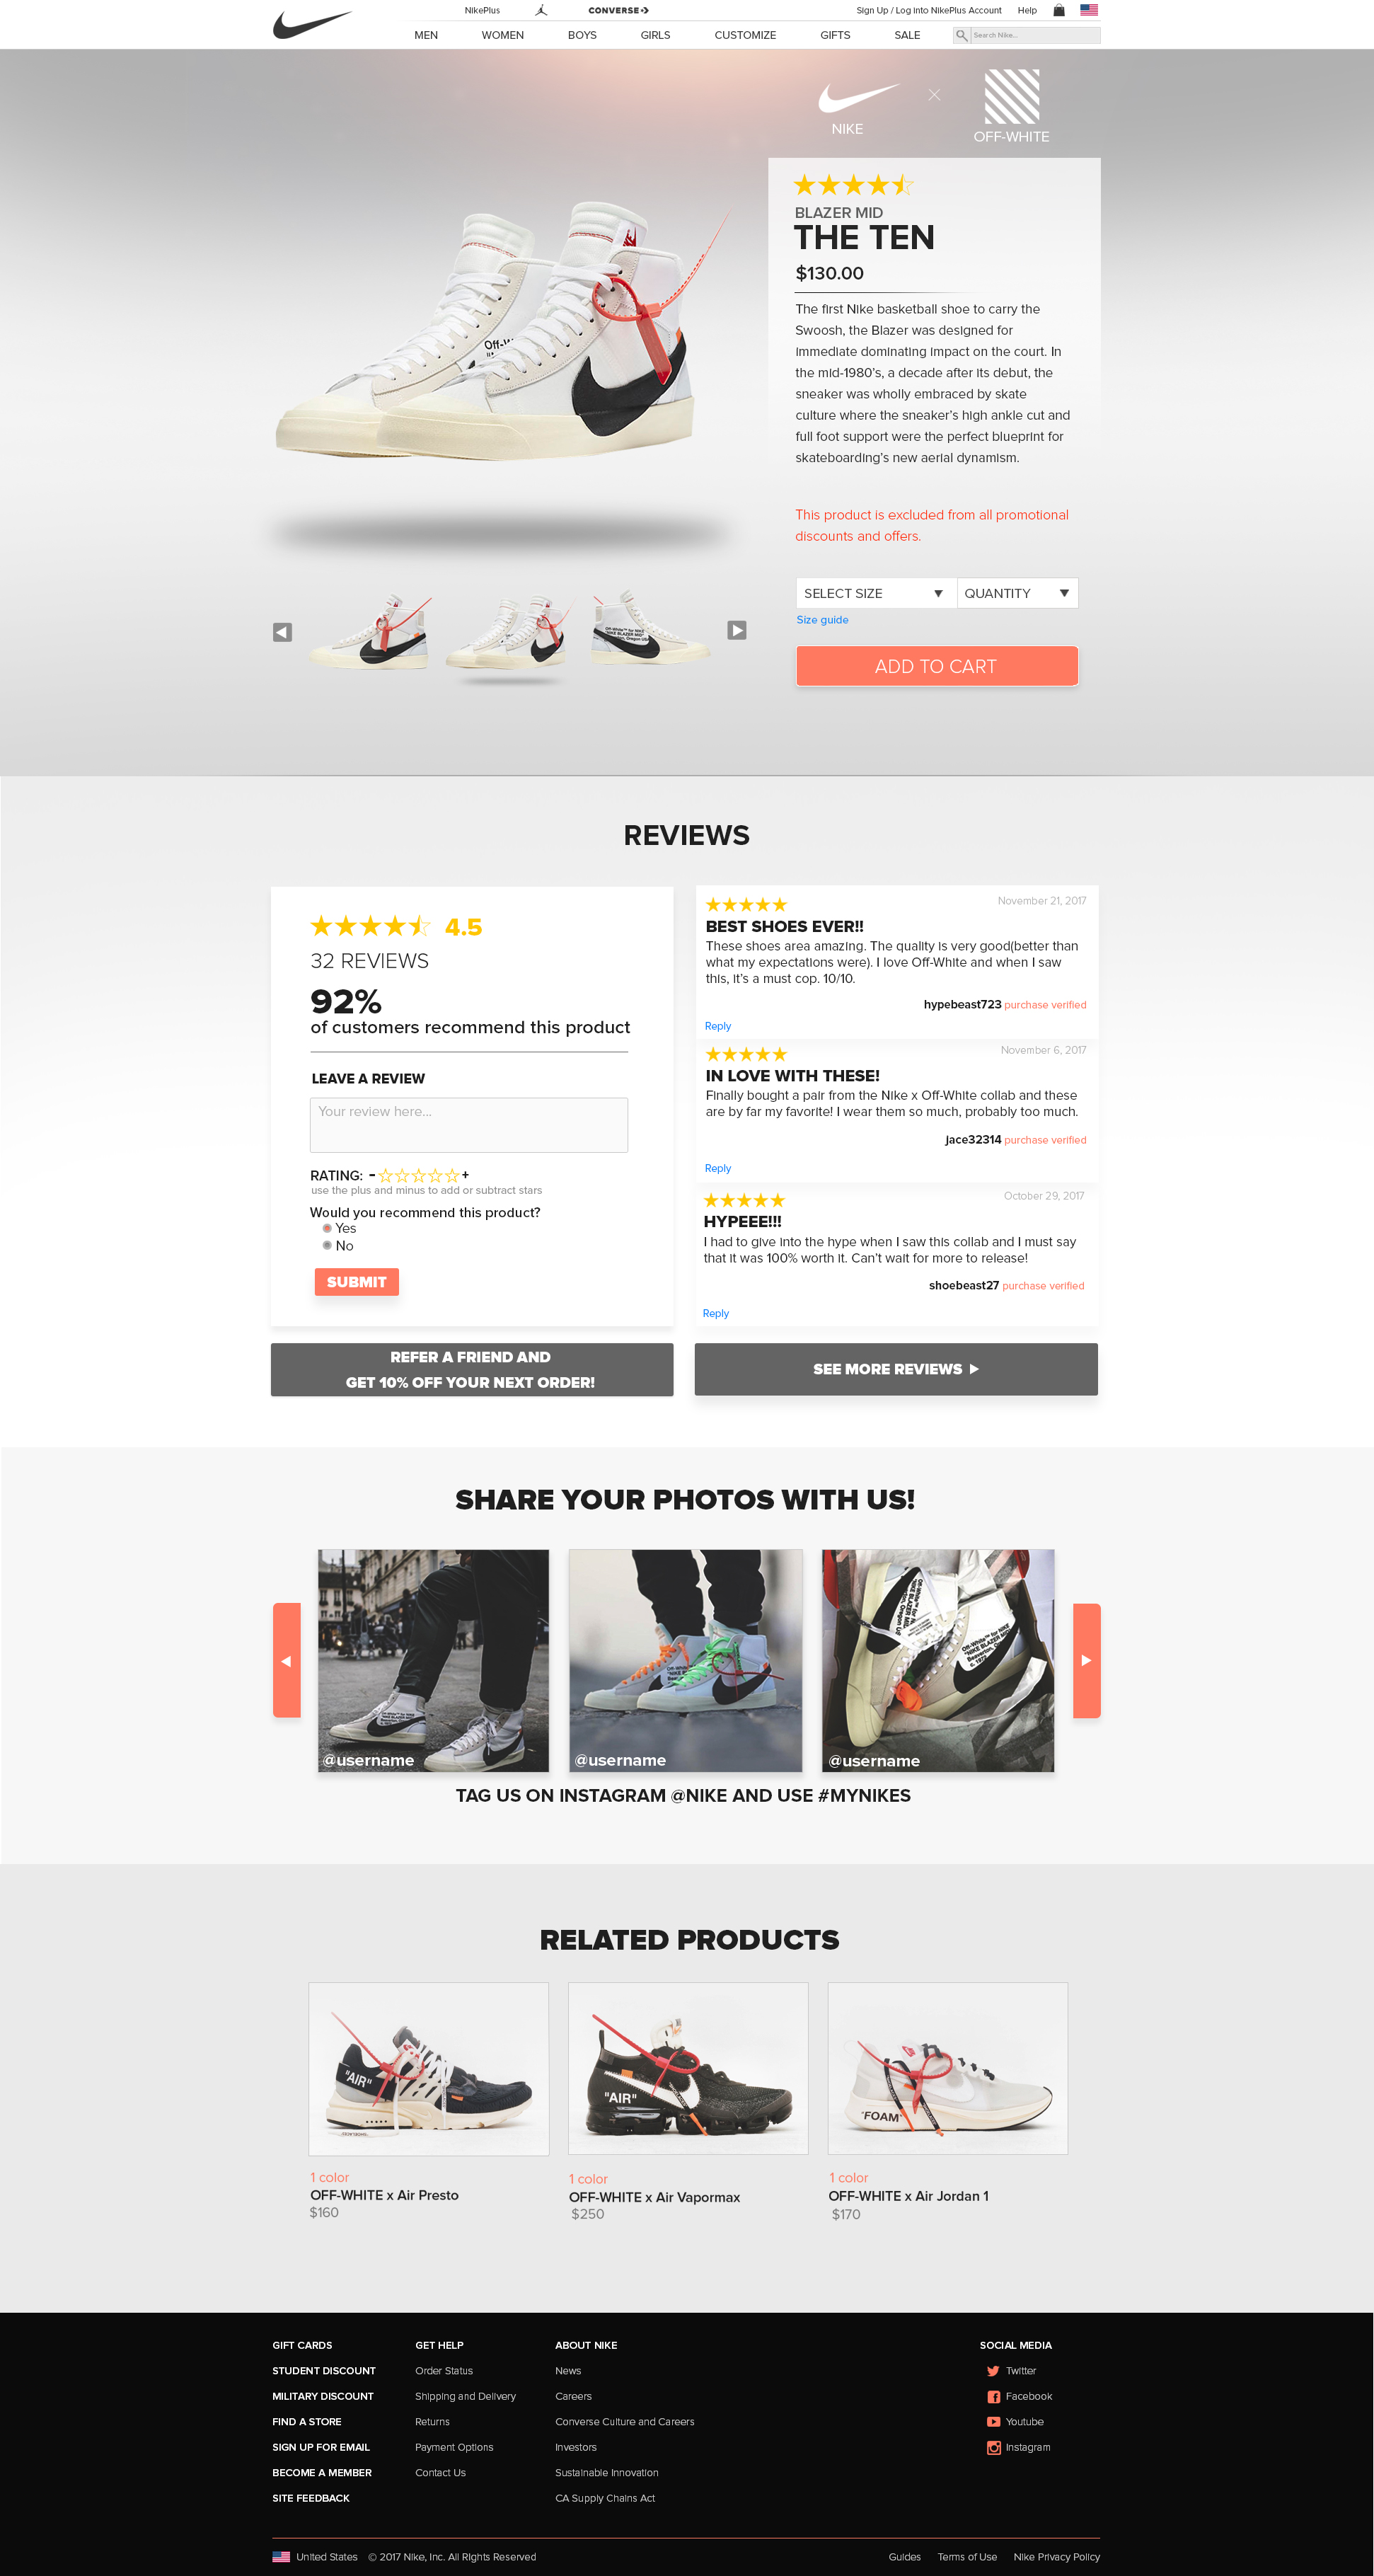 NikePlus
CONVERSE
Sign Up / Log into NikePlus Account
Help
MEN
WOMEN
BOYS
GIRLS
CUSTOMIZE
GIFTS
SALE
Search Nike...
NIKE
OFF-WHITE
BLAZER MID
THE TEN
$130.00
The first Nike basketball shoe to carry the
Swoosh, the Blazer was designed for
immediate dominating impact on the court. In
the mid-1980's, a decade after its debut, the
sneaker was wholly embraced by skate
culture where the sneaker's high ankle cut and
full foot support were the perfect blueprint for
skateboarding's new aerial dynamism.
This product is excluded from all promotional
discounts and offers.
SELECT SIZE
QUANTITY
Size guide
ADD TO CART
REVIEWS
4.5
32 REVIEWS
92%
of customers recommend this product
LEAVE A REVIEW
Your review here...
RATING: - +
use the plus and minus to add or subtract stars
Would you recommend this product?
Yes
No
SUBMIT
November 21, 2017
BEST SHOES EVER!!
These shoes area amazing. The quality is very good(better than
what my expectations were). I love Off-White and when I saw
this, it's a must cop. 10/10.
hypebeast723 purchase verified
Reply
November 6, 2017
IN LOVE WITH THESE!
Finally bought a pair from the Nike x Off-White collab and these
are by far my favorite! I wear them so much, probably too much.
jace32314 purchase verified
Reply
October 29, 2017
HYPEEE!!!
I had to give into the hype when I saw this collab and I must say
that it was 100% worth it. Can't wait for more to release!
shoebeast27 purchase verified
Reply
REFER A FRIEND AND
GET 10% OFF YOUR NEXT ORDER!
SEE MORE REVIEWS
SHARE YOUR PHOTOS WITH US!
@username
@username
@username
TAG US ON INSTAGRAM @NIKE AND USE #MYNIKES
RELATED PRODUCTS
"AIR"
"AIR"
"FOAM"
1 color
OFF-WHITE x Air Presto
$160
1 color
OFF-WHITE x Air Vapormax
$250
1 color
OFF-WHITE x Air Jordan 1
$170
GIFT CARDS
STUDENT DISCOUNT
MILITARY DISCOUNT
FIND A STORE
SIGN UP FOR EMAIL
BECOME A MEMBER
SITE FEEDBACK
GET HELP
Order Status
Shipping and Delivery
Returns
Payment Options
Contact Us
ABOUT NIKE
News
Careers
Converse Culture and Careers
Investors
Sustainable Innovation
CA Supply Chains Act
SOCIAL MEDIA
Twitter
Facebook
Youtube
Instagram
United States
© 2017 Nike, Inc. All RIghts Reserved
Guides
Terms of Use
Nike Privacy Policy